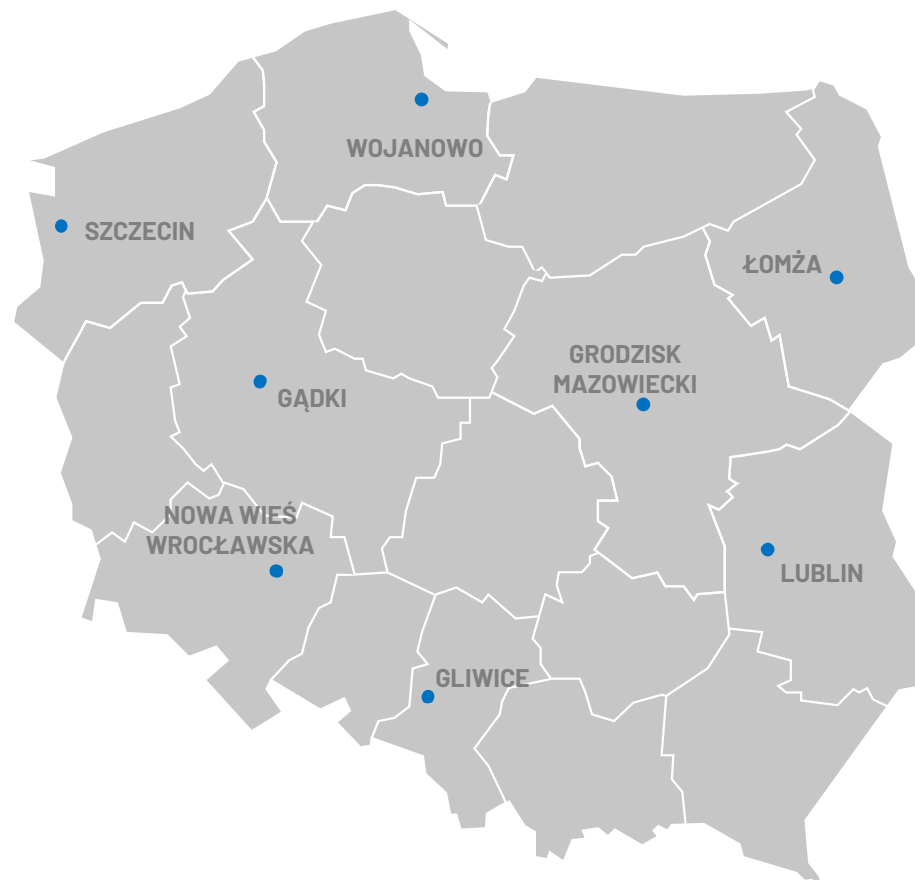 WOJANOWO
SZCZECIN
ŁOMŻA
GRODZISK
MAZOWIECKI
GĄDKI
NOWA WIEŚ
WROCŁAWSKA
LUBLIN
GLIWICE